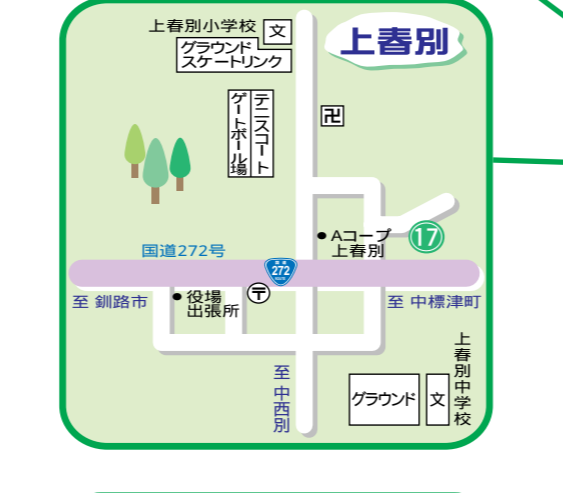 上春別小学校 文
グラウンド
スケートリンク
上春別
ゲートボール場
テニスコート
卍
Aコープ
上春別
17
国道272号
国道
272
ROUTE
至 釧路市
役場
出張所
〒
至 中標津町
至 中西別
グラウンド
文
上春別中学校